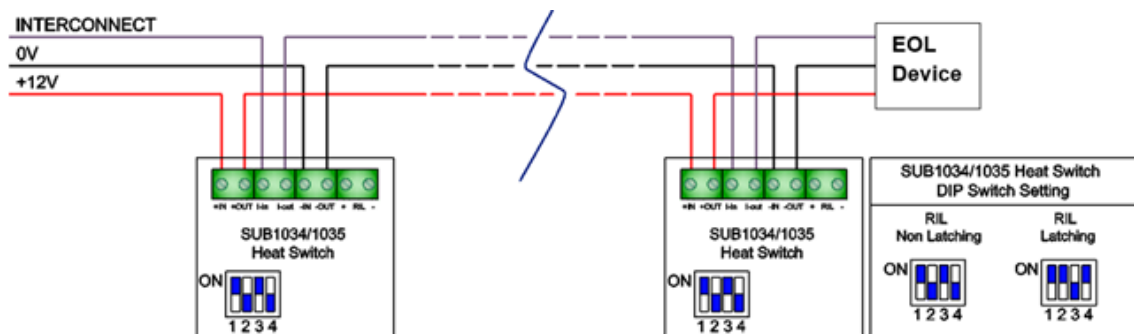 INTERCONNECT
0V
+12V
EOL
Device
+IN +OUT I-in I-out -IN -OUT + RIL -
SUB1034/1035
Heat Switch
ON
1 2 3 4
+IN +OUT I-in I-out -IN -OUT + RIL -
SUB1034/1035
Heat Switch
ON
1 2 3 4
SUB1034/1035 Heat Switch
DIP Switch Setting
RIL
Non Latching
ON
1 2 3 4
RIL
Latching
ON
1 2 3 4